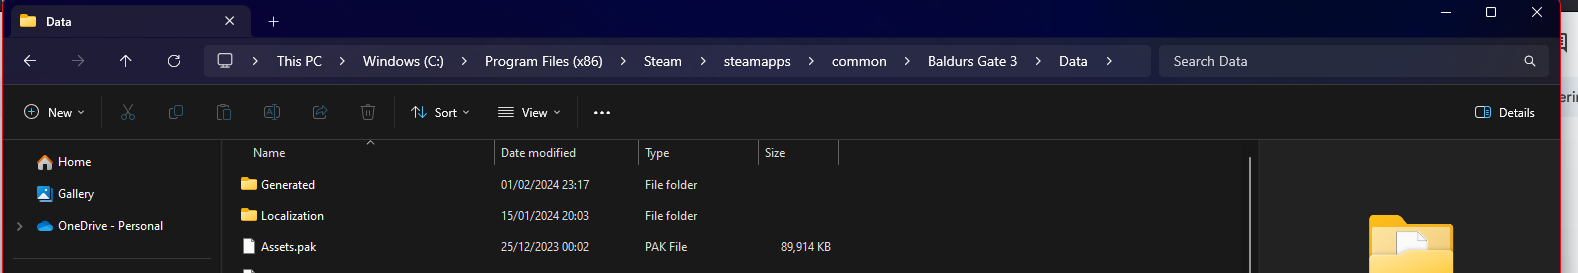 Data
This PC > Windows (C:) > Program Files (x86) > Steam > steamapps > common > Baldurs Gate 3 > Data >
Search Data
New
Sort
View
Details
Name Date modified Type Size
Home
Gallery
OneDrive - Personal
Generated 01/02/2024 23:17 File folder
Localization 15/01/2024 20:03 File folder
Assets.pak 25/12/2023 00:02 PAK File 89,914 KB